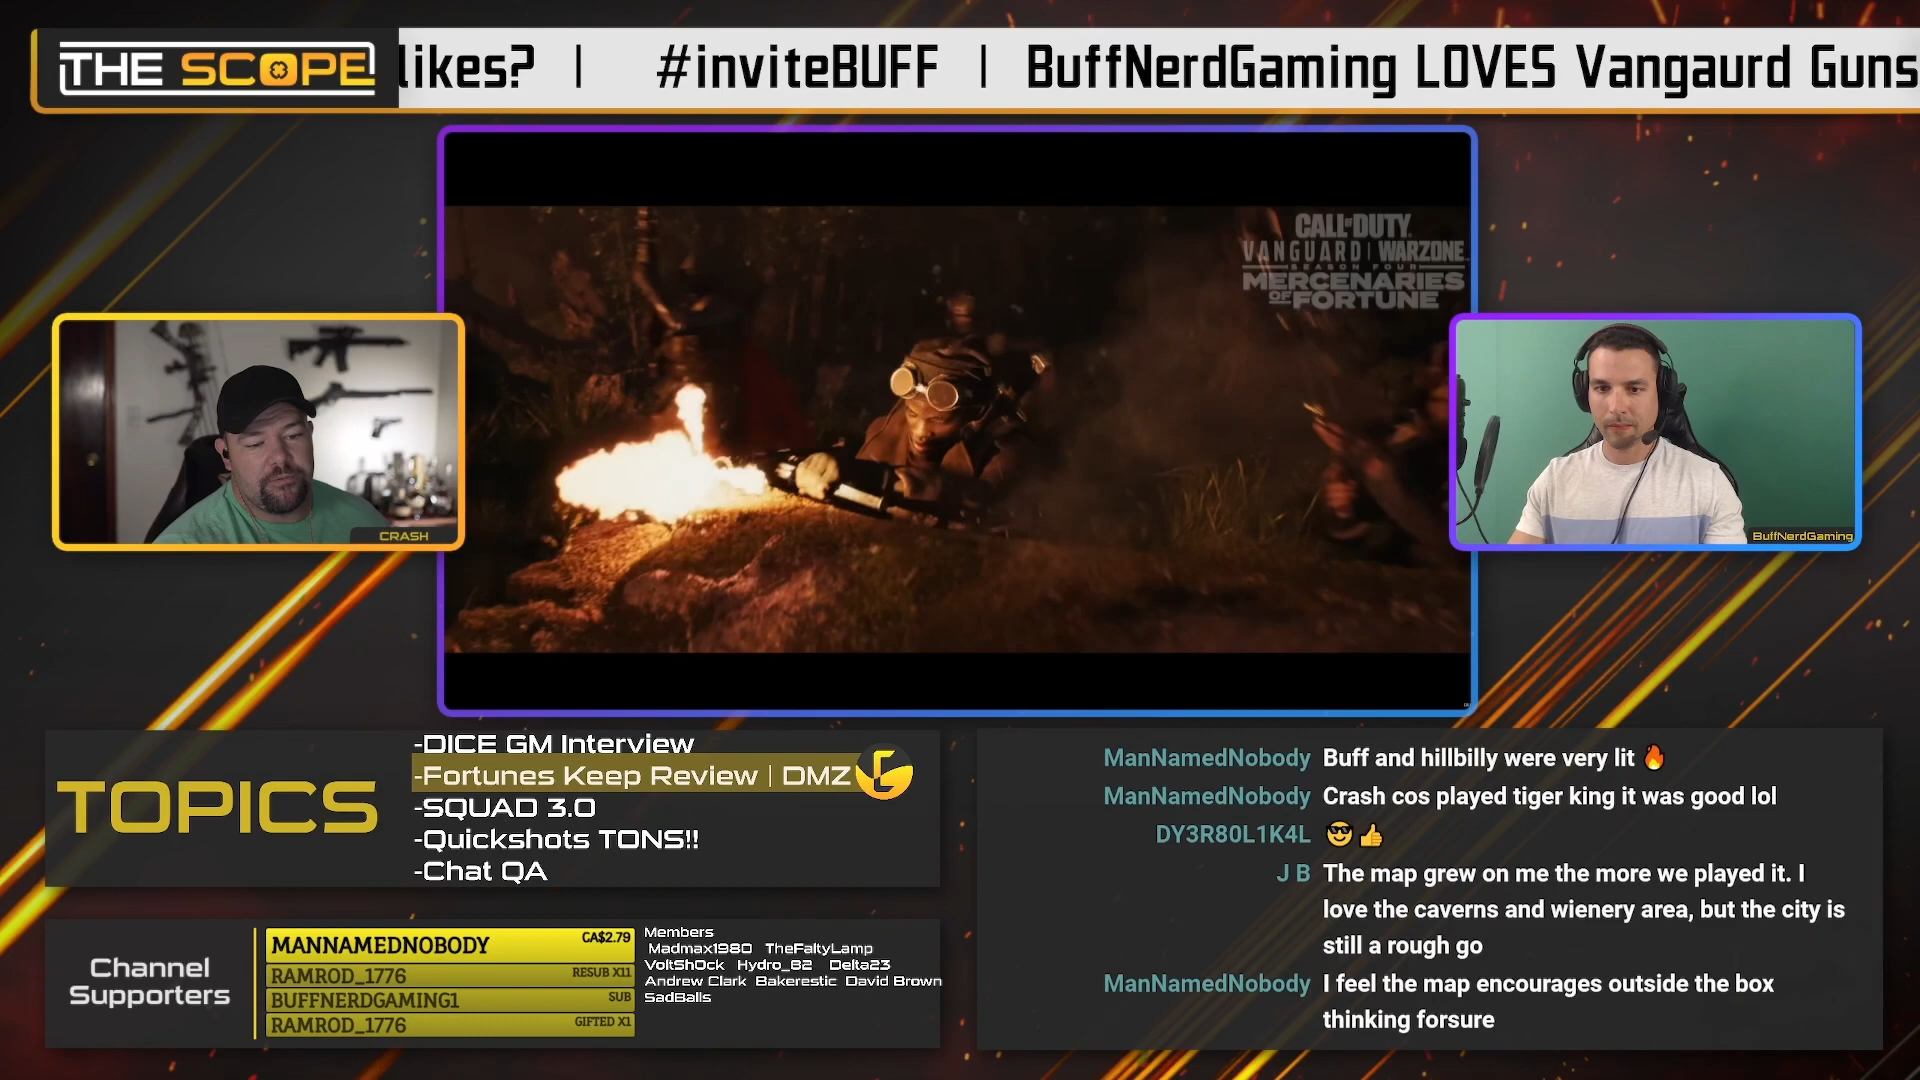 THE SCOPE
likes? | #inviteBUFF | BuffNerdGaming LOVES Vangaurd Guns
CALL OF DUTY
VANGUARD | WARZONE
SEASON FOUR
MERCENARIES
OF FORTUNE
CRASH
BuffNerdGaming
TOPICS
-DICE GM Interview
-Fortunes Keep Review | DMZ
-SQUAD 3.0
-Quickshots TONS!!
-Chat QA
Channel
Supporters
MANNAMEDNOBODY CA$2.79
RAMROD_1776 RESUB X11
BUFFNERDGAMING1 SUB
RAMROD_1776 GIFTED X1
Members
Madmax1980 TheFaltyLamp
VoltShOck Hydro_82 Delta23
Andrew Clark Bakerestic David Brown
SadBalls
ManNamedNobody Buff and hillbilly were very lit 🔥
ManNamedNobody Crash cos played tiger king it was good lol
DY3R80L1K4L 😎👍
J B The map grew on me the more we played it. I
love the caverns and wienery area, but the city is
still a rough go
ManNamedNobody I feel the map encourages outside the box
thinking forsure